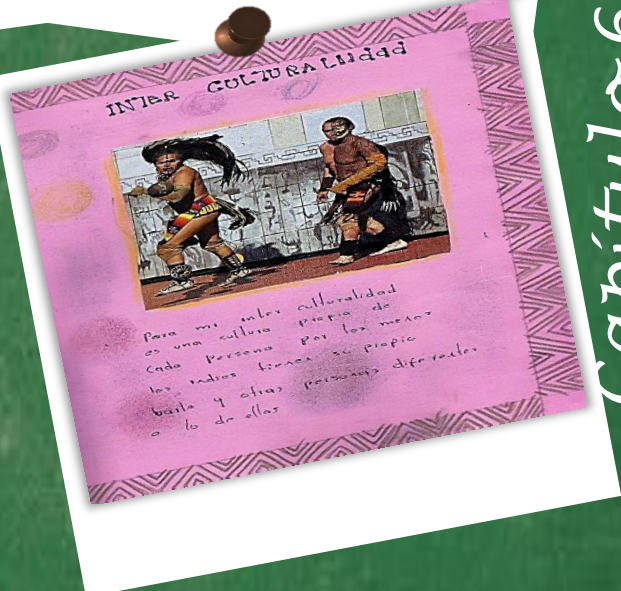 INTER CULTURALIDAD
Para mi inter culturalidad
es una cultura propia de
cada persona por los menos
los indios tienen su propio
baile y otras personas diferentes
a lo de ellos
Capítulo 6